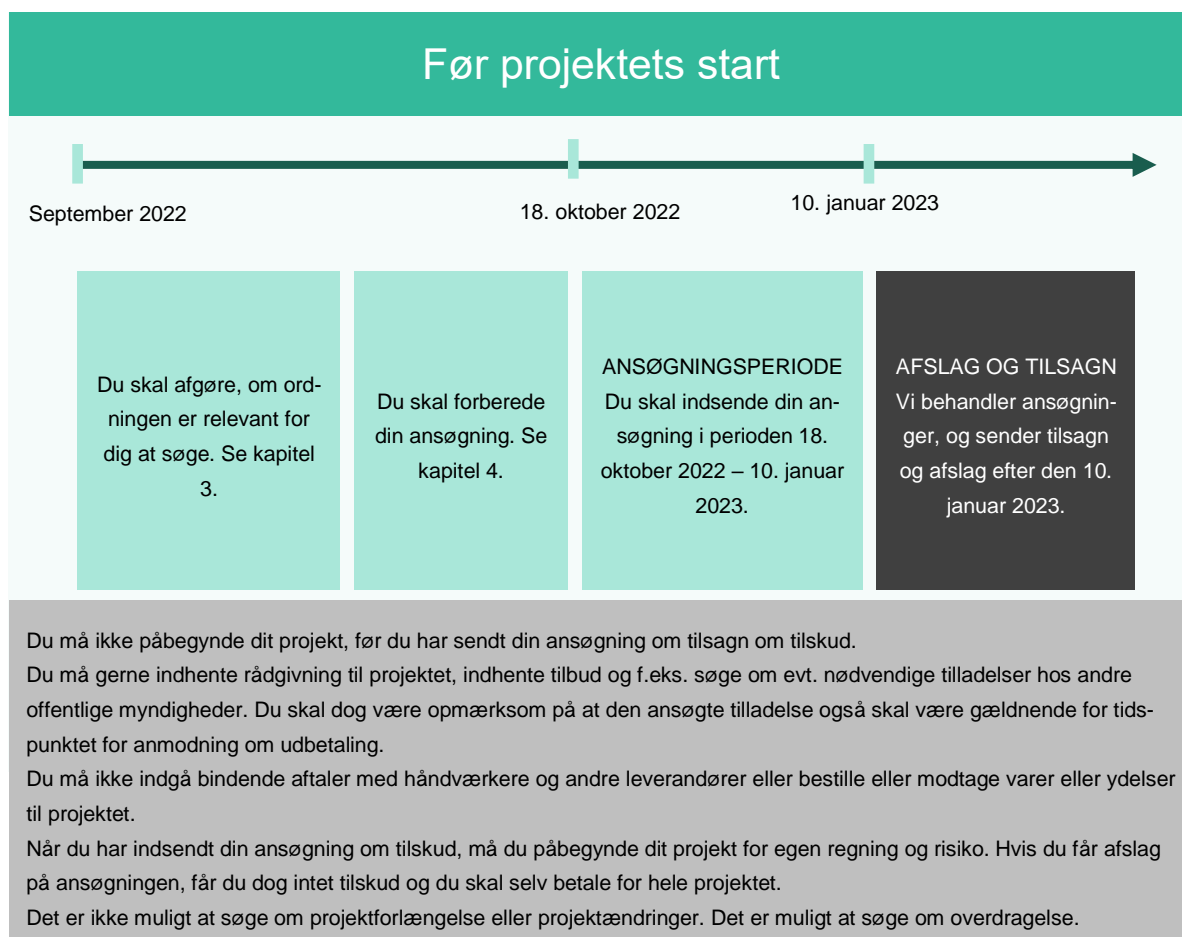 Før projektets start
September 2022
18. oktober 2022
10. januar 2023
Du skal afgøre, om ord-
ningen er relevant for
dig at søge. Se kapitel
3.
Du skal forberede
din ansøgning. Se
kapitel 4.
ANSØGNINGSPERIODE
Du skal indsende din an-
søgning i perioden 18.
oktober 2022 – 10. januar
2023.
AFSLAG OG TILSAGN
Vi behandler ansøgnin-
ger, og sender tilsagn
og afslag efter den 10.
januar 2023.
Du må ikke påbegynde dit projekt, før du har sendt din ansøgning om tilsagn om tilskud.
Du må gerne indhente rådgivning til projektet, indhente tilbud og f.eks. søge om evt. nødvendige tilladelser hos andre
offentlige myndigheder. Du skal dog være opmærksom på at den ansøgte tilladelse også skal være gældnende for tids-
punktet for anmodning om udbetaling.
Du må ikke indgå bindende aftaler med håndværkere og andre leverandører eller bestille eller modtage varer eller ydelser
til projektet.
Når du har indsendt din ansøgning om tilskud, må du påbegynde dit projekt for egen regning og risiko. Hvis du får afslag
på ansøgningen, får du dog intet tilskud og du skal selv betale for hele projektet.
Det er ikke muligt at søge om projektforlængelse eller projektændringer. Det er muligt at søge om overdragelse.